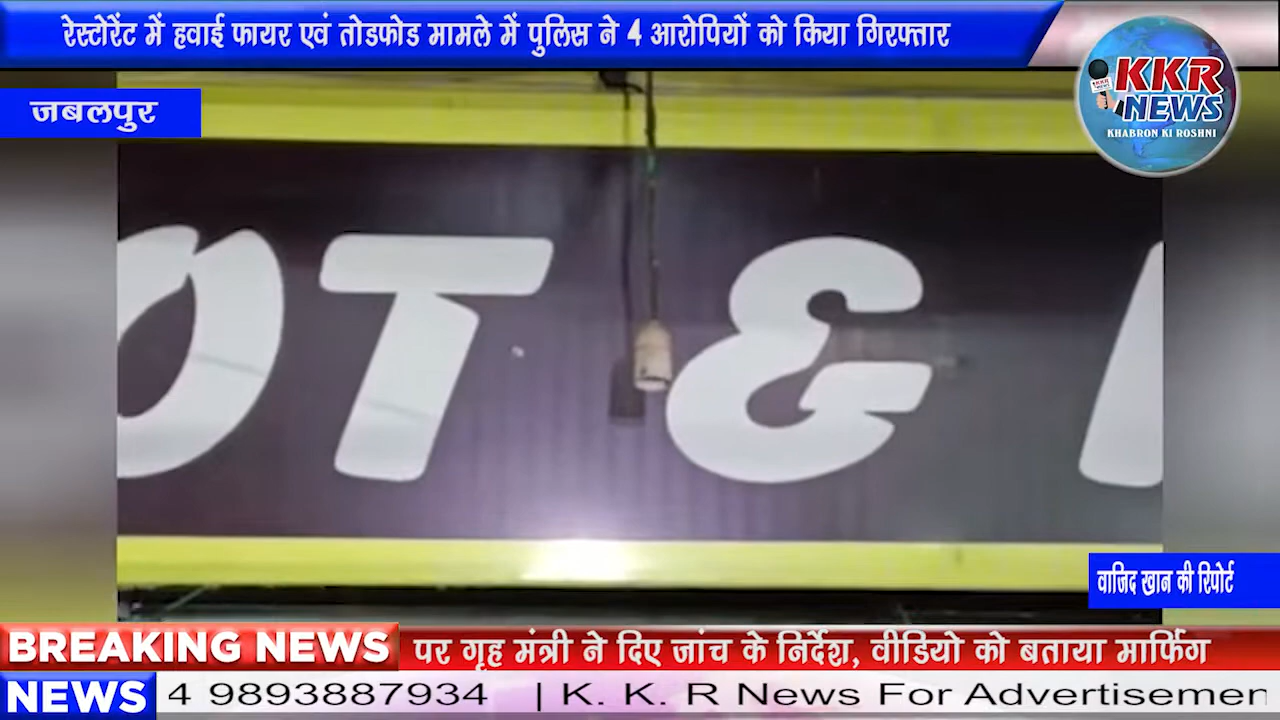 रेस्टोरेंट में हवाई फायर एवं तोडफोड मामले में पुलिस ने 4 आरोपियों को किया गिरफ्तार
जबलपुर
KKR
NEWS
KHABRON KI ROSHNI
OT &
वाजिद खान की रिपोर्ट
BREAKING NEWS
पर गृह मंत्री ने दिए जांच के निर्देश, वीडियो को बताया मार्फिग
NEWS
4 9893887934 | K. K. R News For Advertisemen